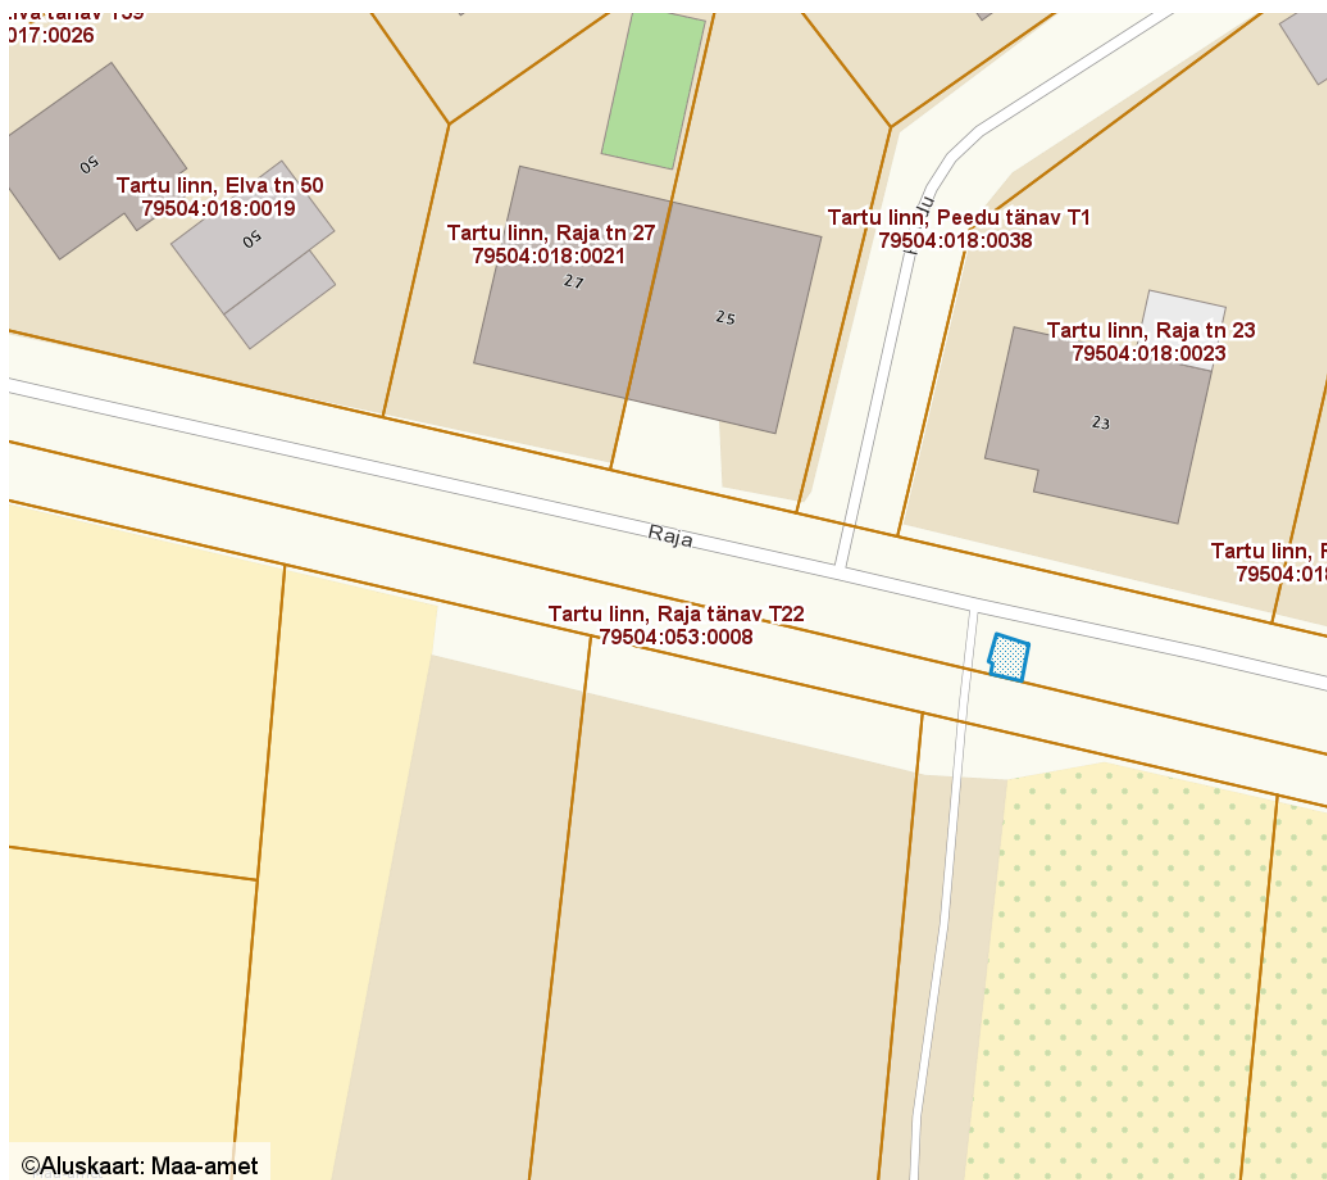 017:0026
50
Tartu linn, Elva tn 50
79504:018:0019
50
Tartu linn, Raja tn 27
79504:018:0021
27
25
Tartu linn, Peedu tänav T1
79504:018:0038
Tartu linn, Raja tn 23
79504:018:0023
23
Raja
Tartu linn, R
79504:018
Tartu linn, Raja tänav T22
79504:053:0008
©Aluskaart: Maa-amet